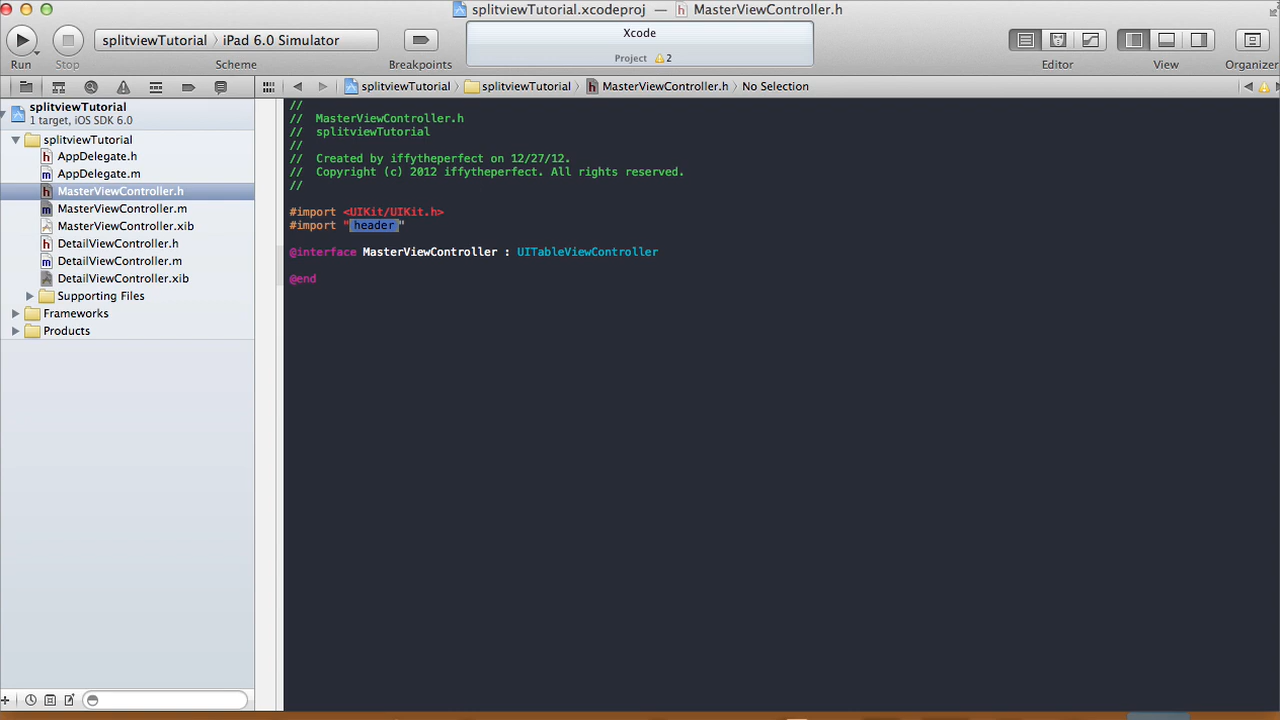 splitviewTutorial.xcodeproj — MasterViewController.h
splitviewTutorial iPad 6.0 Simulator
Xcode
Project 2
Run Stop Scheme Breakpoints Editor View Organizer
splitviewTutorial splitviewTutorial MasterViewController.h No Selection
splitviewTutorial
1 target, iOS SDK 6.0
splitviewTutorial
AppDelegate.h
AppDelegate.m
MasterViewController.h
MasterViewController.m
MasterViewController.xib
DetailViewController.h
DetailViewController.m
DetailViewController.xib
Supporting Files
Frameworks
Products
//
// MasterViewController.h
// splitviewTutorial
//
// Created by iffytheperfect on 12/27/12.
// Copyright (c) 2012 iffytheperfect. All rights reserved.
//
#import <UIKit/UIKit.h>
#import "header"
@interface MasterViewController : UITableViewController
@end